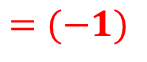 = (−1)